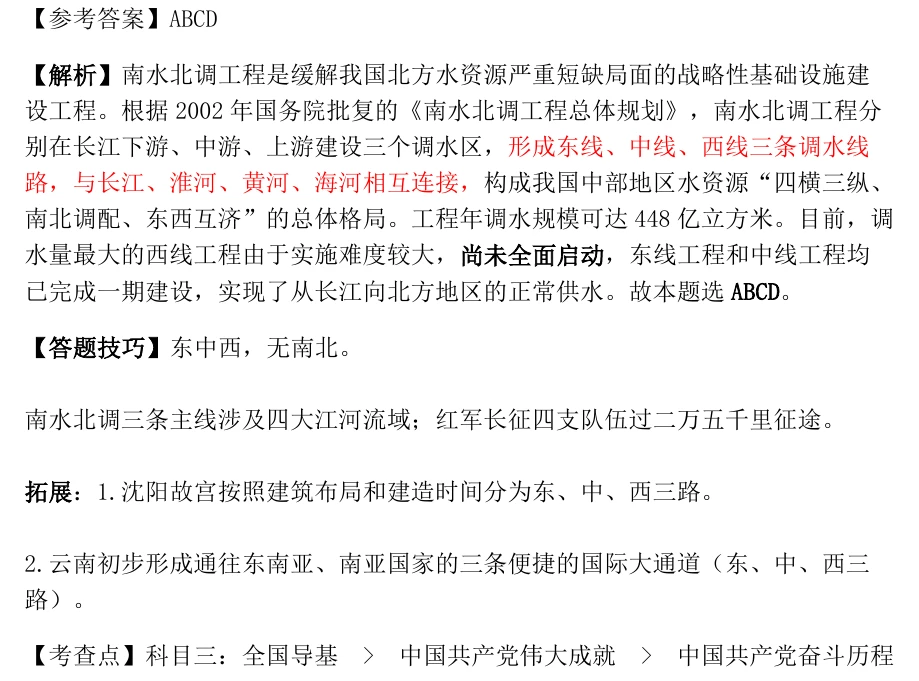 【参考答案】ABCD
【解析】南水北调工程是缓解我国北方水资源严重短缺局面的战略性基础设施建
设工程。根据 2002 年国务院批复的《南水北调工程总体规划》，南水北调工程分
别在长江下游、中游、上游建设三个调水区，形成东线、中线、西线三条调水线
路，与长江、淮河、黄河、海河相互连接，构成我国中部地区水资源“四横三纵、
南北调配、东西互济”的总体格局。工程年调水规模可达 448 亿立方米。目前，调
水量最大的西线工程由于实施难度较大，尚未全面启动，东线工程和中线工程均
已完成一期建设，实现了从长江向北方地区的正常供水。故本题选 ABCD。
【答题技巧】东中西，无南北。
南水北调三条主线涉及四大江河流域；红军长征四支队伍过二万五千里征途。
拓展：1.沈阳故宫按照建筑布局和建造时间分为东、中、西三路。
2.云南初步形成通往东南亚、南亚国家的三条便捷的国际大通道（东、中、西三
路）。
【考查点】科目三：全国导基 > 中国共产党伟大成就 > 中国共产党奋斗历程